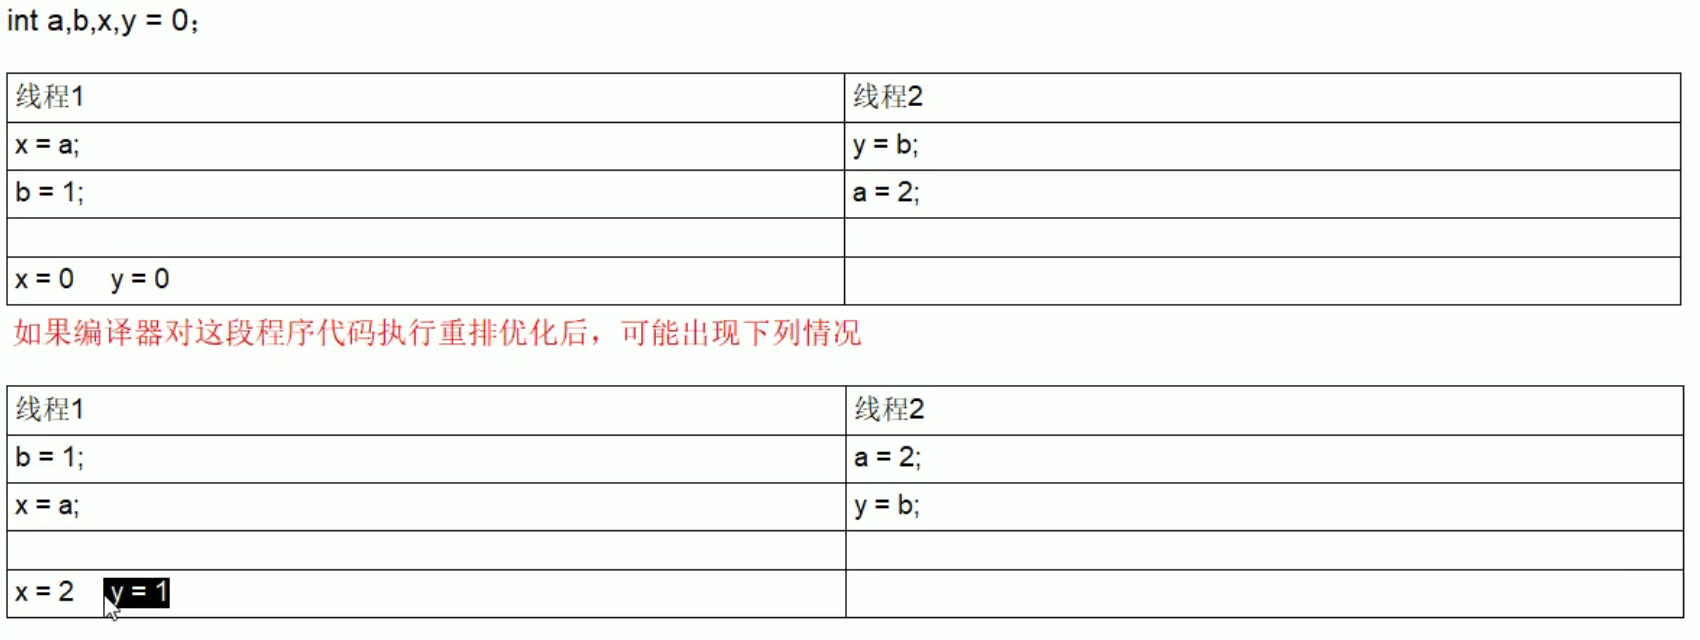 int a,b,x,y = 0；
线程1 线程2
x = a; y = b;
b = 1; a = 2;
x = 0 y = 0
如果编译器对这段程序代码执行重排优化后，可能出现下列情况
线程1 线程2
b = 1; a = 2;
x = a; y = b;
x = 2 y = 1